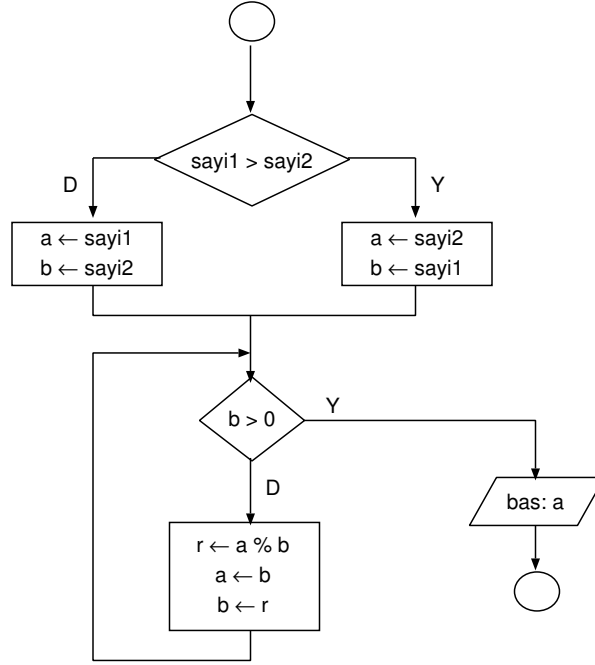 sayi1 > sayi2
D
Y
a ← sayi1
b ← sayi2
a ← sayi2
b ← sayi1
b > 0
Y
D
bas: a
r ← a % b
a ← b
b ← r